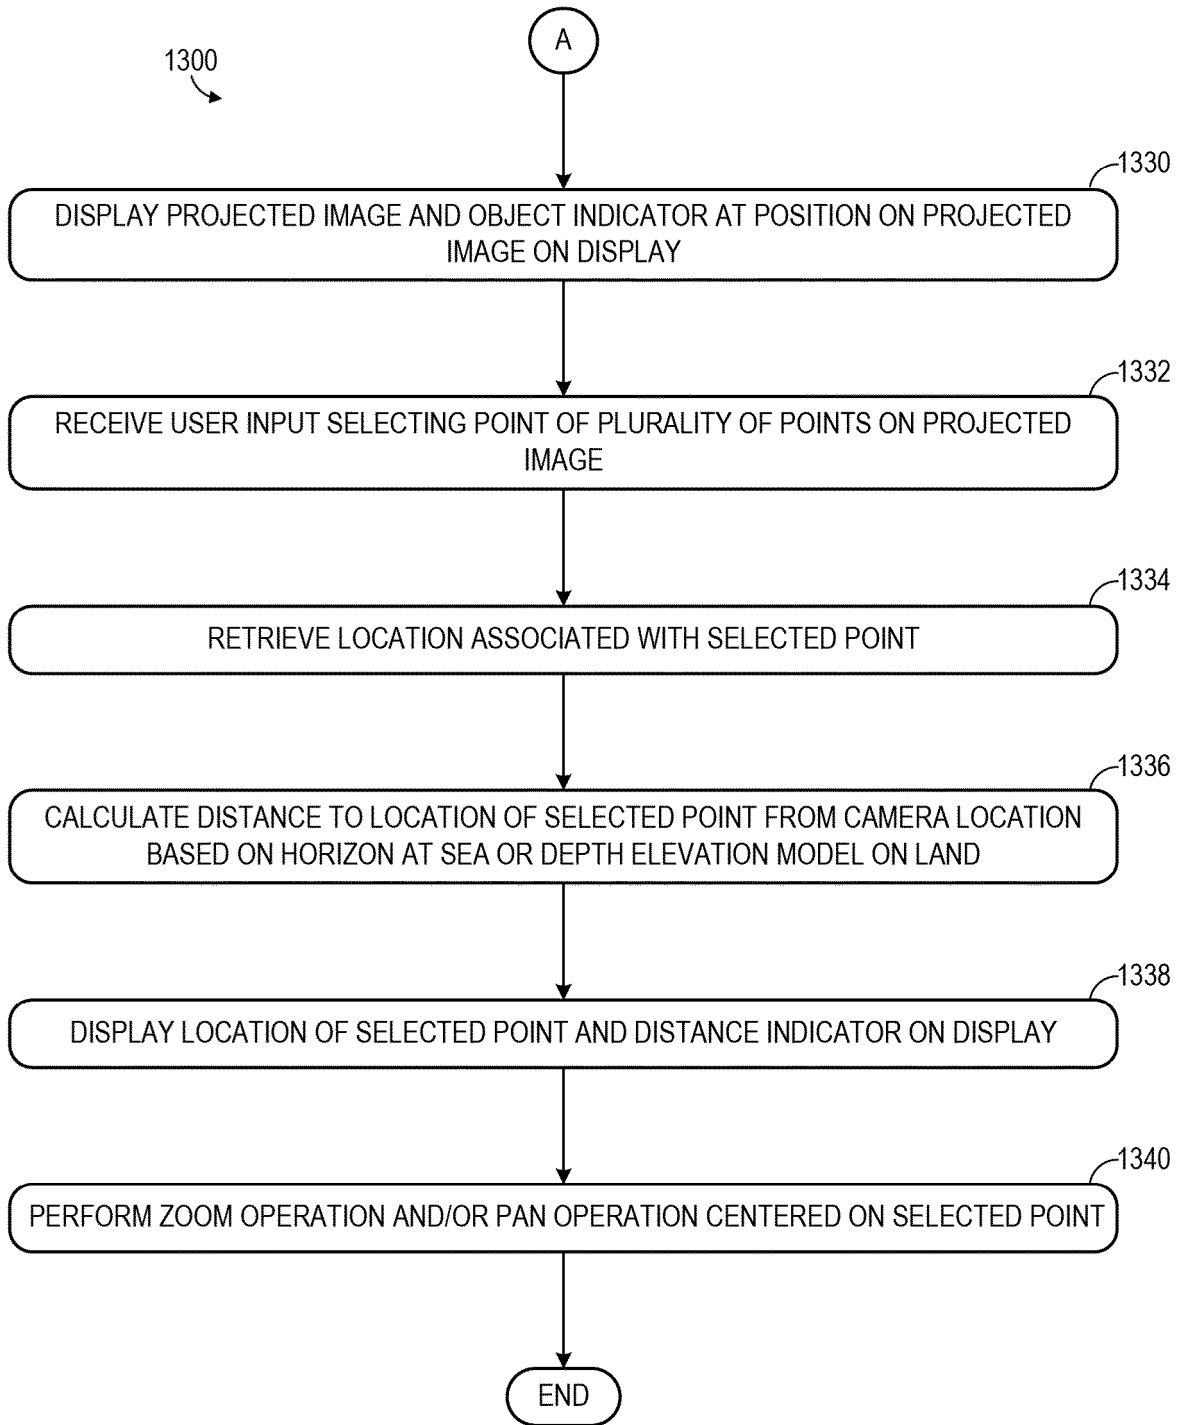 A
1300
1330
DISPLAY PROJECTED IMAGE AND OBJECT INDICATOR AT POSITION ON PROJECTED
IMAGE ON DISPLAY
1332
RECEIVE USER INPUT SELECTING POINT OF PLURALITY OF POINTS ON PROJECTED
IMAGE
1334
RETRIEVE LOCATION ASSOCIATED WITH SELECTED POINT
1336
CALCULATE DISTANCE TO LOCATION OF SELECTED POINT FROM CAMERA LOCATION
BASED ON HORIZON AT SEA OR DEPTH ELEVATION MODEL ON LAND
1338
DISPLAY LOCATION OF SELECTED POINT AND DISTANCE INDICATOR ON DISPLAY
1340
PERFORM ZOOM OPERATION AND/OR PAN OPERATION CENTERED ON SELECTED POINT
END